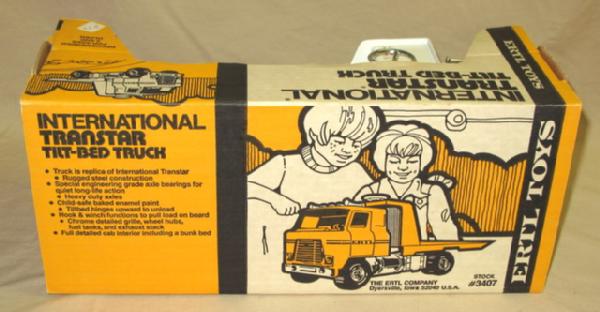 INTERNATIONAL
TRANSTAR
TILT-BED TRUCK
ERTL TOYS
INTERNATIONAL
TRANSTAR
TILT-BED TRUCK
• Truck is replica of International Transtar
• Rugged steel construction
• Special engineering grade axle bearings for
quiet long-life action
• Heavy duty axles
• Child-safe baked enamel paint
• Tiltbed hinges upward to unload
• Hook & winch functions to pull load on board
• Chrome detailed grille, wheel hubs,
fuel tanks, and exhaust stack
• Full detailed cab interior including a bunk bed
ERTL
THE ERTL COMPANY
Dyersville, Iowa 52040 U.S.A.
STOCK
#3407
ERTL TOYS